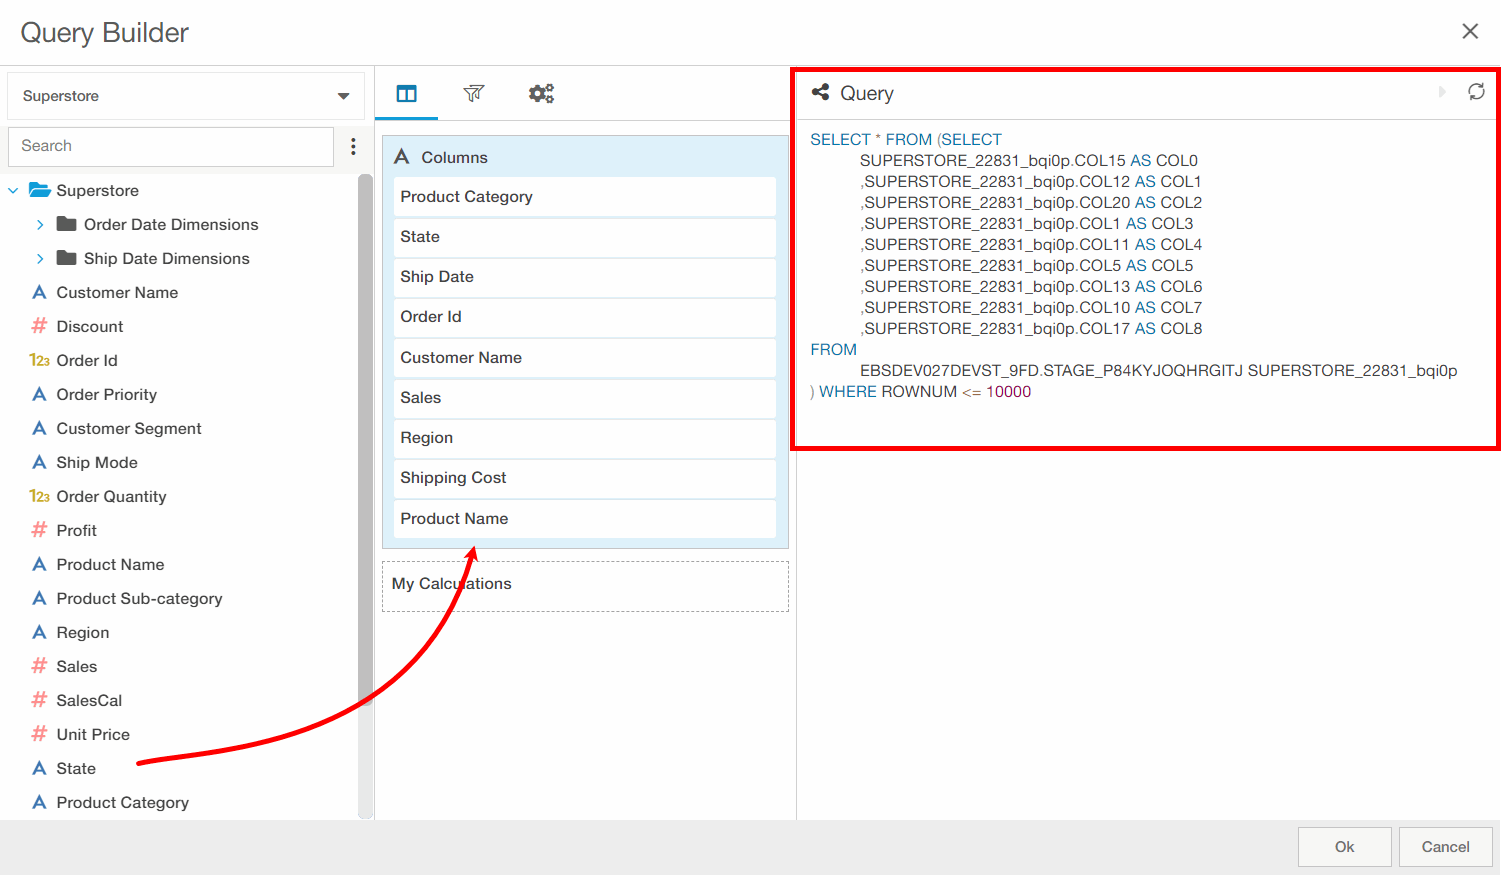 Query Builder
Superstore
Search
Superstore
Order Date Dimensions
Ship Date Dimensions
A Customer Name
# Discount
123 Order Id
A Order Priority
A Customer Segment
A Ship Mode
123 Order Quantity
# Profit
A Product Name
A Product Sub-category
A Region
# Sales
# SalesCal
# Unit Price
A State
A Product Category
A Columns
Product Category
State
Ship Date
Order Id
Customer Name
Sales
Region
Shipping Cost
Product Name
My Calculations
Query
SELECT * FROM (SELECT
SUPERSTORE_22831_bqi0p.COL15 AS COL0
,SUPERSTORE_22831_bqi0p.COL12 AS COL1
,SUPERSTORE_22831_bqi0p.COL20 AS COL2
,SUPERSTORE_22831_bqi0p.COL1 AS COL3
,SUPERSTORE_22831_bqi0p.COL11 AS COL4
,SUPERSTORE_22831_bqi0p.COL5 AS COL5
,SUPERSTORE_22831_bqi0p.COL13 AS COL6
,SUPERSTORE_22831_bqi0p.COL10 AS COL7
,SUPERSTORE_22831_bqi0p.COL17 AS COL8
FROM
EBSDEV027DEVST_9FD.STAGE_P84KYJOQHRGITJ SUPERSTORE_22831_bqi0p
) WHERE ROWNUM <= 10000
Ok
Cancel